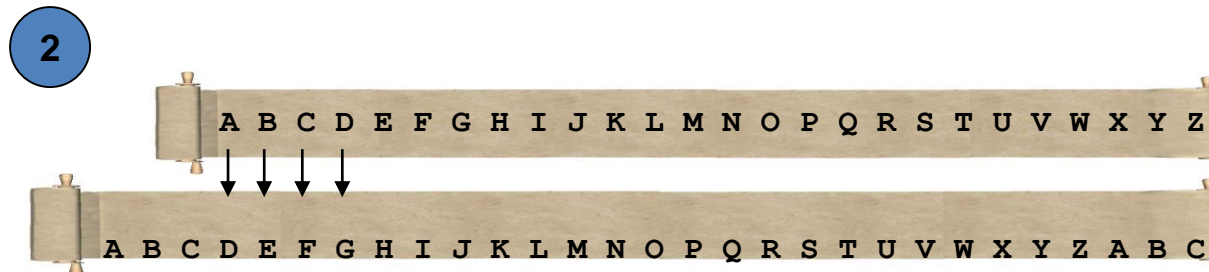 2
A B C D E F G H I J K L M N O P Q R S T U V W X Y Z
A B C D E F G H I J K L M N O P Q R S T U V W X Y Z A B C